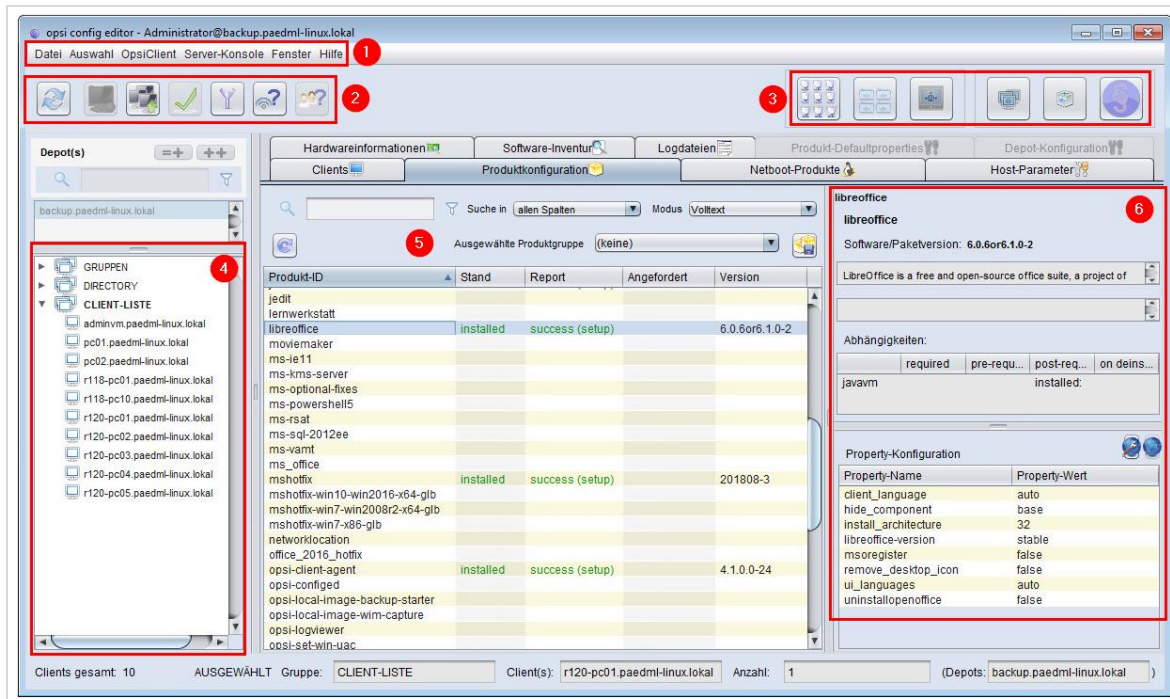 opsi config editor - Administrator@backup.paedml-linux.lokal
Datei Auswahl OpsiClient Server-Konsole Fenster Hilfe
1
2
3
Depot(s)
=+ ++
backup.paedml-linux.lokal
4
GRUPPEN
DIRECTORY
CLIENT-LISTE
adminvm.paedml-linux.lokal
pc01.paedml-linux.lokal
pc02.paedml-linux.lokal
r118-pc01.paedml-linux.lokal
r118-pc10.paedml-linux.lokal
r120-pc01.paedml-linux.lokal
r120-pc02.paedml-linux.lokal
r120-pc03.paedml-linux.lokal
r120-pc04.paedml-linux.lokal
r120-pc05.paedml-linux.lokal
Hardwareinformationen Software-Inventur Logdateien Produkt-Defaultproperties Depot-Konfiguration
Clients Produktkonfiguration Netboot-Produkte Host-Parameter
Suche in allen Spalten Modus Volltext
5
Ausgewählte Produktgruppe (keine)
Produkt-ID Stand Report Angefordert Version
jedit
lernwerkstatt
libreoffice installed success (setup) 6.0.6or6.1.0-2
moviemaker
ms-ie11
ms-kms-server
ms-optional-fixes
ms-powershell5
ms-rsat
ms-sql-2012ee
ms-vamt
ms_office
mshotfix installed success (setup) 201808-3
mshotfix-win10-win2016-x64-glb
mshotfix-win7-win2008r2-x64-glb
mshotfix-win7-x86-glb
networklocation
office_2016_hotfix
opsi-client-agent installed success (setup) 4.1.0.0-24
opsi-configed
opsi-local-image-backup-starter
opsi-local-image-wim-capture
opsi-logviewer
opsi-set-win-uac
libreoffice
6
libreoffice
Software/Paketversion: 6.0.6or6.1.0-2
LibreOffice is a free and open-source office suite, a project of
Abhängigkeiten:
required pre-requ... post-req... on deins...
javavm installed:
Property-Konfiguration
Property-Name Property-Wert
client_language auto
hide_component base
install_architecture 32
libreoffice-version stable
msoregister false
remove_desktop_icon false
ui_languages auto
uninstallopenoffice false
Clients gesamt: 10 AUSGEWÄHLT Gruppe: CLIENT-LISTE Client(s): r120-pc01.paedml-linux.lokal Anzahl: 1 (Depots: backup.paedml-linux.lokal )